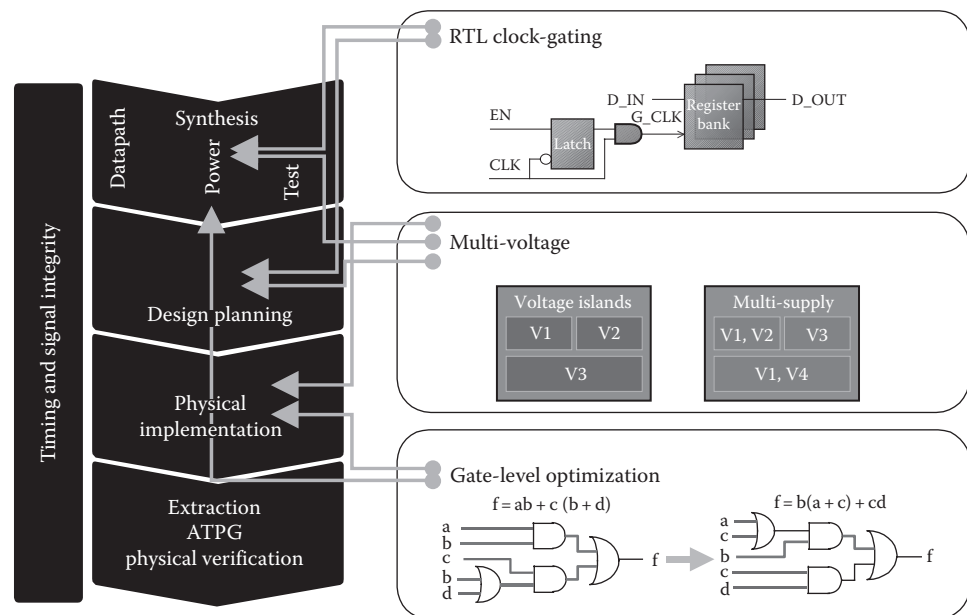 Timing and signal integrity
Datapath
Synthesis
Power
Test
Design planning
Physical
implementation
Extraction
ATPG
physical verification
RTL clock-gating
D_IN
D_OUT
G_CLK
Register
bank
EN
Latch
CLK
Multi-voltage
Voltage islands
V1
V2
V3
Multi-supply
V1, V2
V3
V1, V4
Gate-level optimization
f = ab + c (b + d)
a
b
c
b
d
f
f = b(a + c) + cd
a
c
b
c
d
f